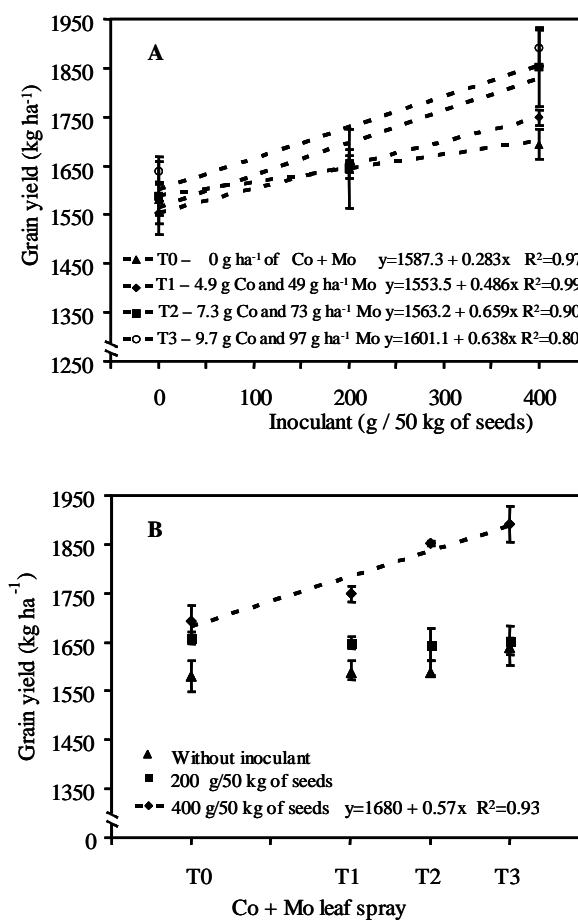 1950
A
1850
1750
1650
1550
1450
1350
1250
Grain yield (kg ha-1)
T0 – 0 g ha-1 of Co + Mo y=1587.3 + 0.283x R2=0.97
T1 – 4.9 g Co and 49 g ha-1 Mo y=1553.5 + 0.486x R2=0.99
T2 – 7.3 g Co and 73 g ha-1 Mo y=1563.2 + 0.659x R2=0.90
T3 – 9.7 g Co and 97 g ha-1 Mo y=1601.1 + 0.638x R2=0.80
0 100 200 300 400
Inoculant (g / 50 kg of seeds)
1950
B
1850
1750
1650
1550
1450
1350
0
Grain yield (kg ha-1)
Without inoculant
200 g/50 kg of seeds
400 g/50 kg of seeds y=1680 + 0.57x R2=0.93
T0 T1 T2 T3
Co + Mo leaf spray